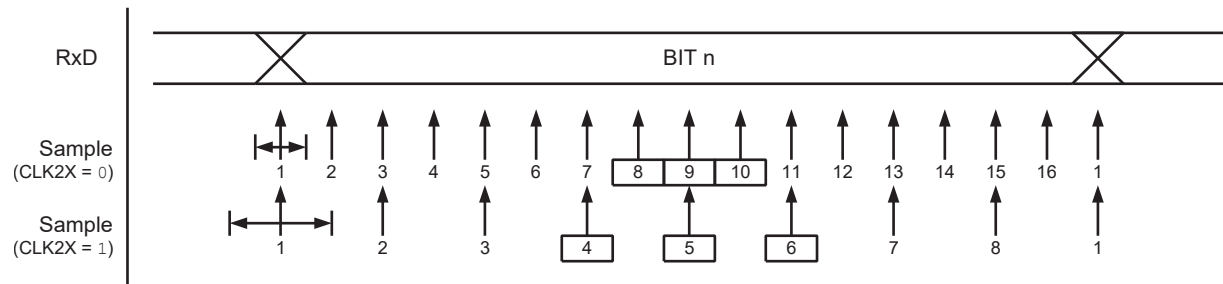 RxD BIT n
Sample
(CLK2X = 0) 1 2 3 4 5 6 7 8 9 10 11 12 13 14 15 16 1
Sample
(CLK2X = 1) 1 2 3 4 5 6 7 8 1